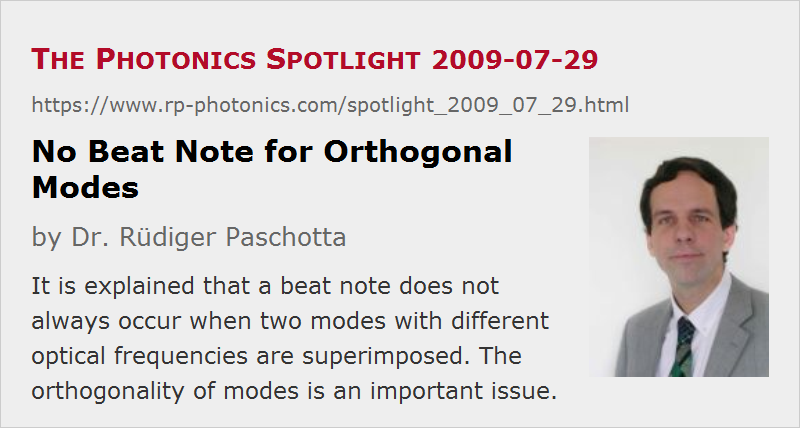 The Photonics Spotlight 2009-07-29
https://www.rp-photonics.com/spotlight_2009_07_29.html
No Beat Note for Orthogonal
Modes
by Dr. Rüdiger Paschotta
It is explained that a beat note does not
always occur when two modes with different
optical frequencies are superimposed. The
orthogonality of modes is an important issue.